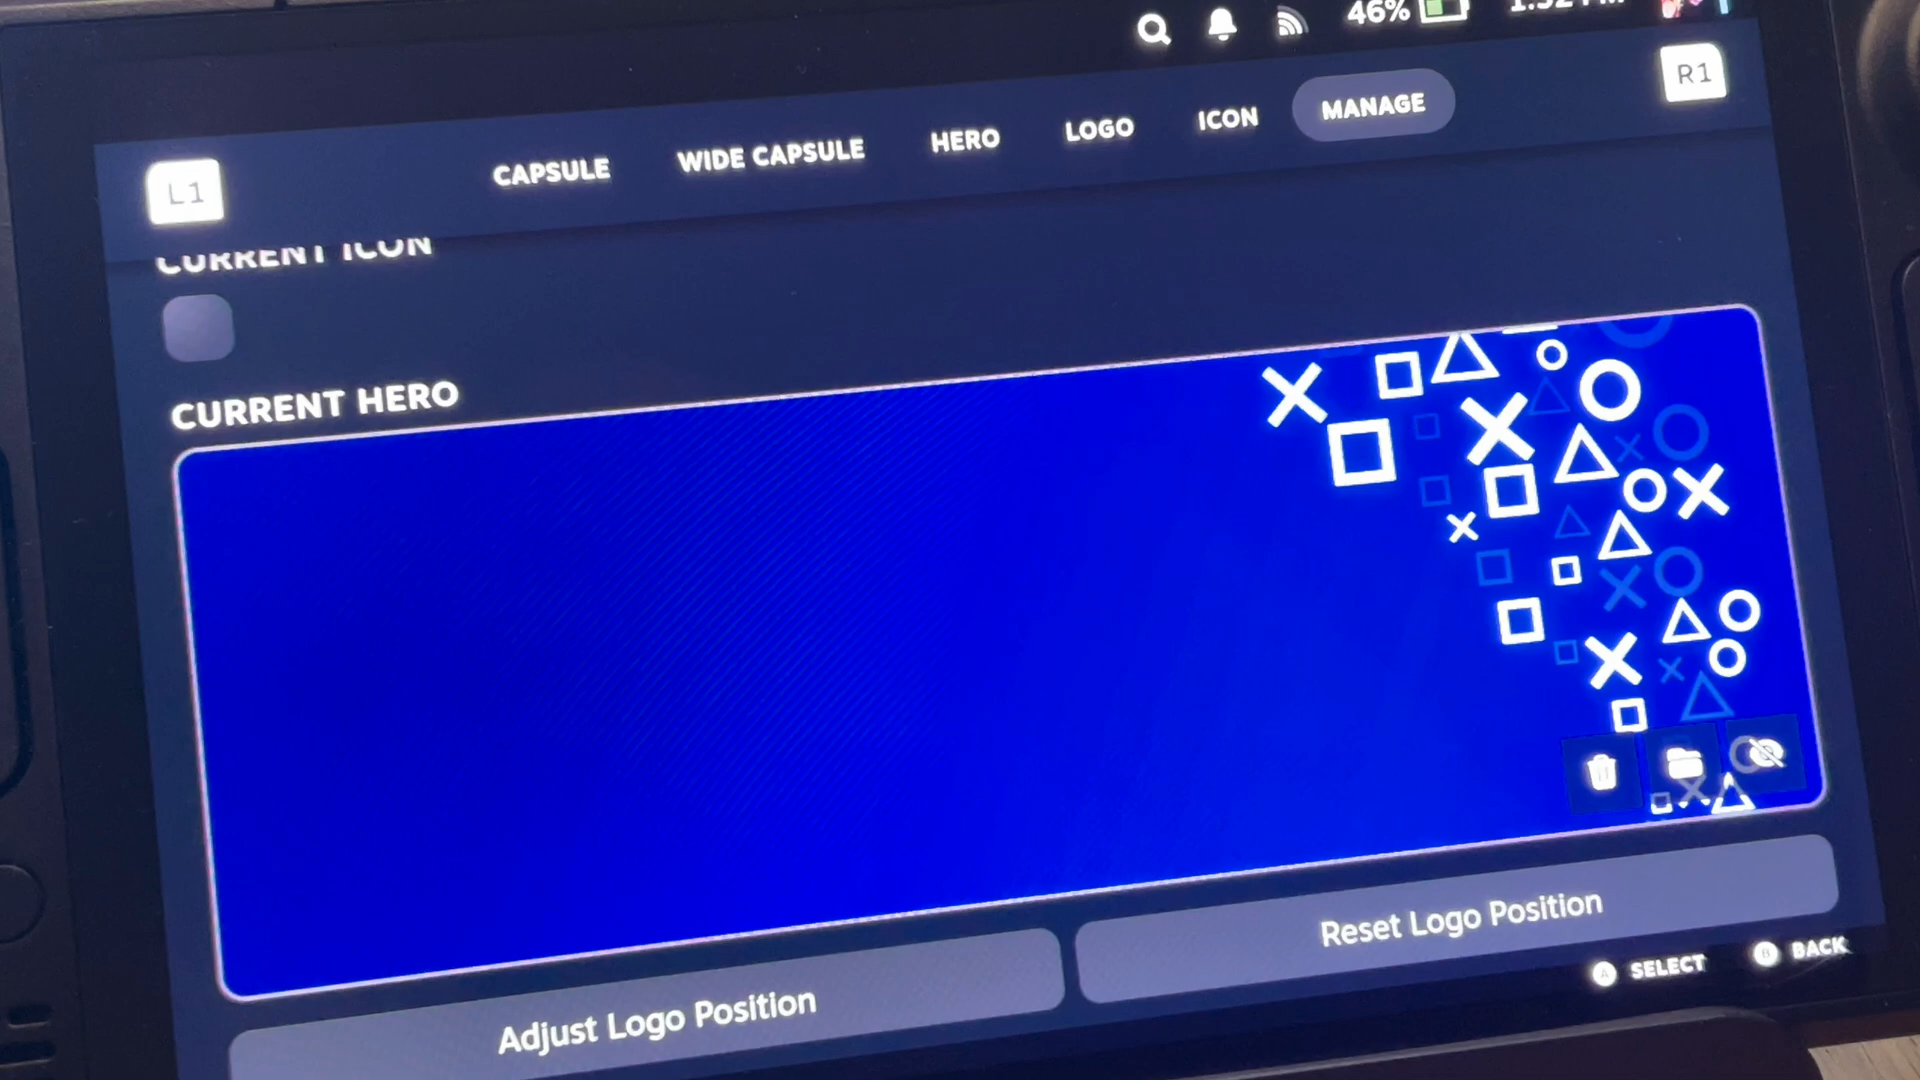 46%
L1
CAPSULE
WIDE CAPSULE
HERO
LOGO
ICON
MANAGE
R1
CURRENT ICON
CURRENT HERO
Adjust Logo Position
Reset Logo Position
A SELECT
B BACK